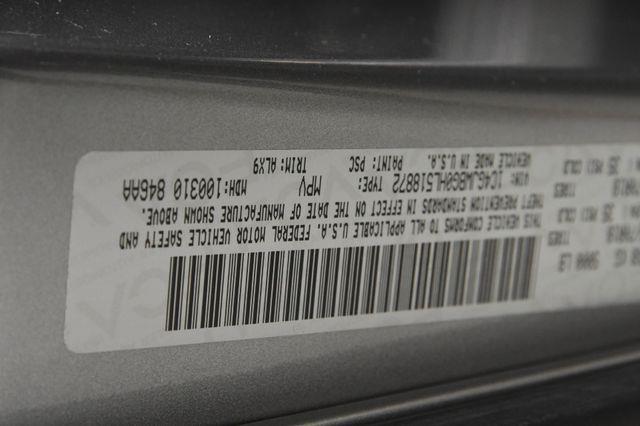 THIS VEHICLE CONFORMS TO ALL APPLICABLE U.S.A. FEDERAL MOTOR VEHICLE SAFETY AND
THEFT PREVENTION STANDARDS IN EFFECT ON THE DATE OF MANUFACTURE SHOWN ABOVE.
VIN: 1C4GJWBG0HL518872 TYPE: MPV MDH: 100310 846AA
VEHICLE MADE IN U.S.A. PAINT: PSC TRIM: ALX9